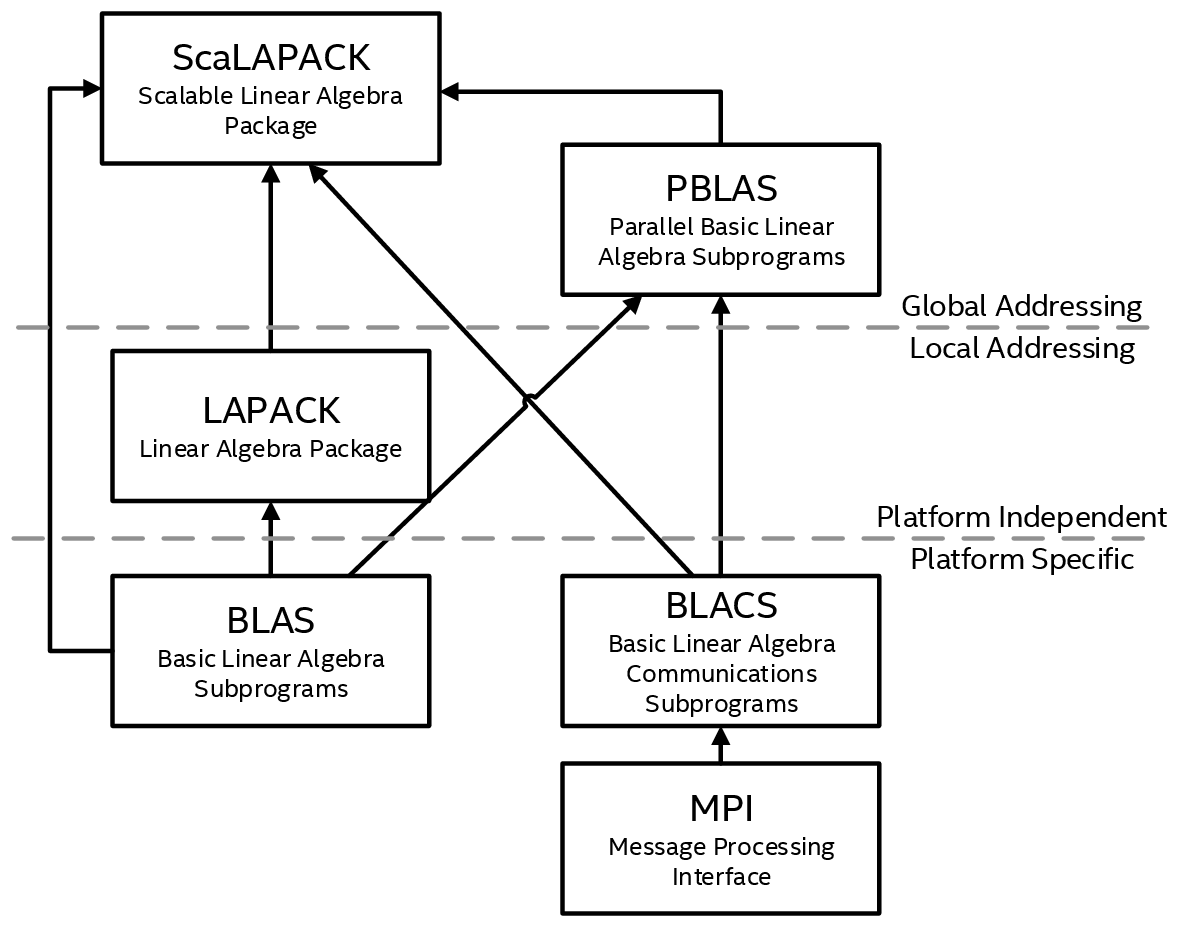 ScaLAPACK
Scalable Linear Algebra
Package
PBLAS
Parallel Basic Linear
Algebra Subprograms
Global Addressing
Local Addressing
LAPACK
Linear Algebra Package
Platform Independent
Platform Specific
BLAS
Basic Linear Algebra
Subprograms
BLACS
Basic Linear Algebra
Communications
Subprograms
MPI
Message Processing
Interface